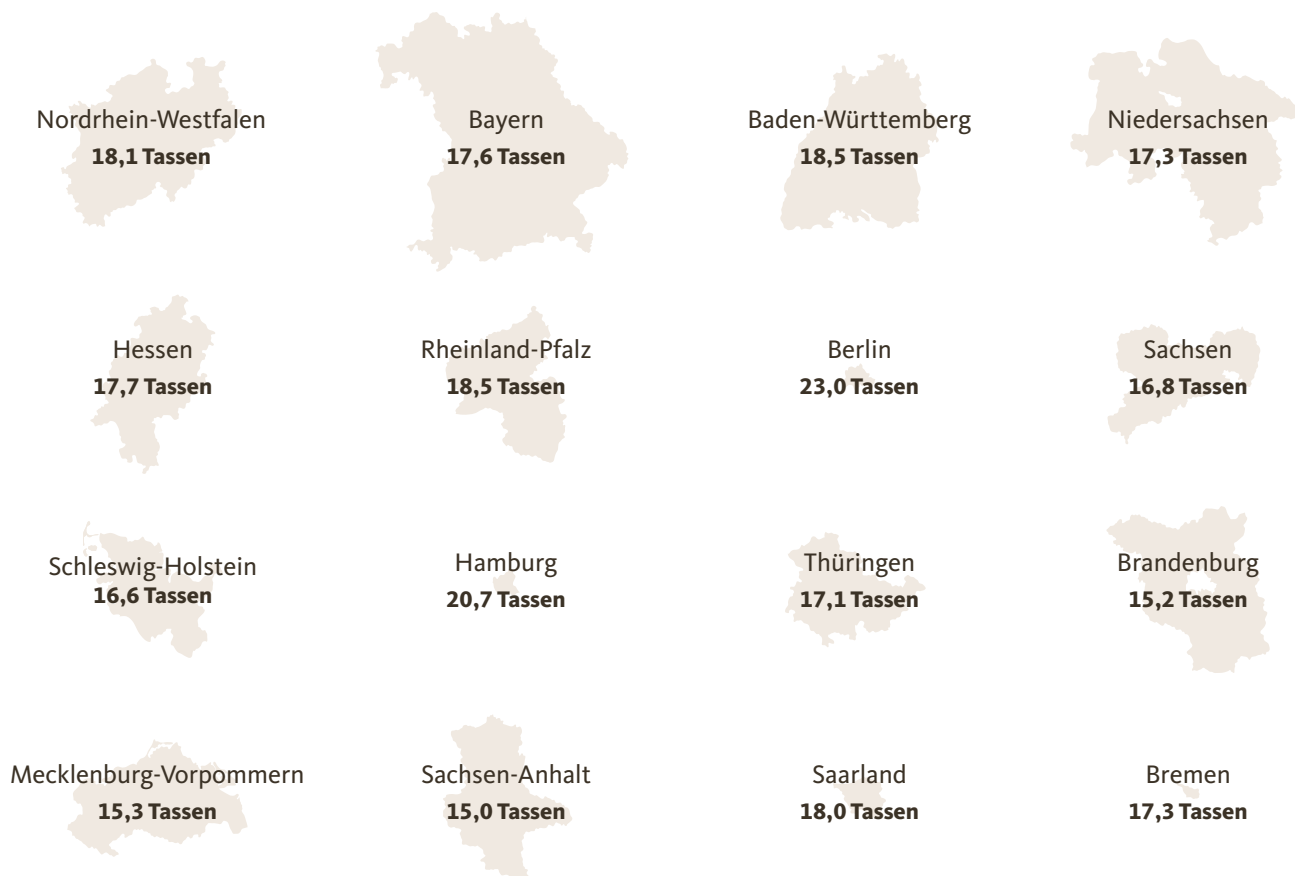 Nordrhein-Westfalen
18,1 Tassen
Bayern
17,6 Tassen
Baden-Württemberg
18,5 Tassen
Niedersachsen
17,3 Tassen
Hessen
17,7 Tassen
Rheinland-Pfalz
18,5 Tassen
Berlin
23,0 Tassen
Sachsen
16,8 Tassen
Schleswig-Holstein
16,6 Tassen
Hamburg
20,7 Tassen
Thüringen
17,1 Tassen
Brandenburg
15,2 Tassen
Mecklenburg-Vorpommern
15,3 Tassen
Sachsen-Anhalt
15,0 Tassen
Saarland
18,0 Tassen
Bremen
17,3 Tassen